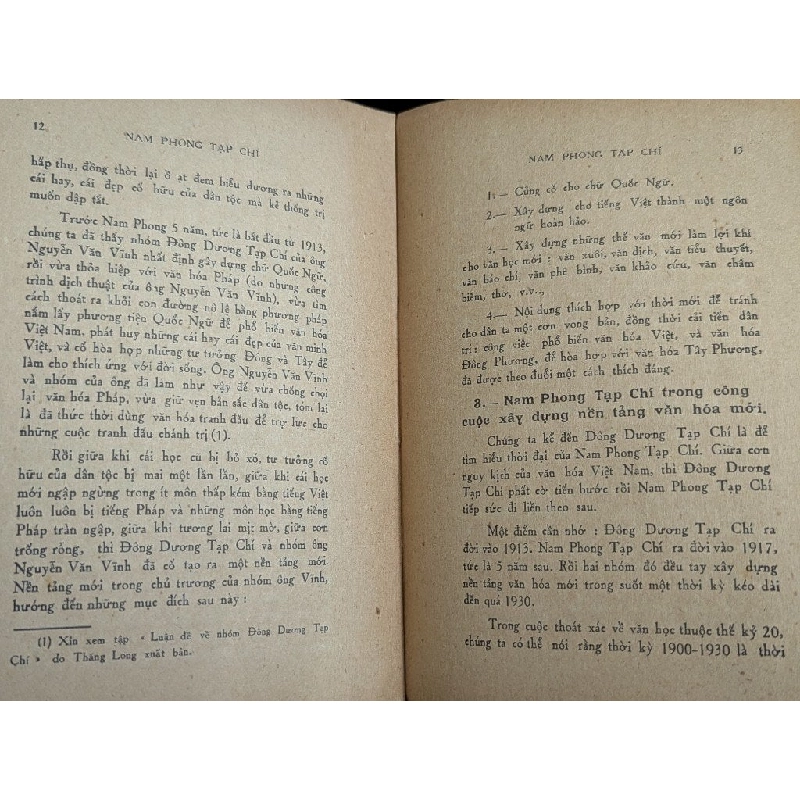 12
NAM PHONG TẠP CHÍ
hấp thụ, đồng thời lại ồ ạt đem hiểu dương ra những
cái hay, cái đẹp cố hữu của dân tộc mà kẻ thống trị
muốn dập tắt.
Trước Nam Phong 5 năm, tức là bắt đầu từ 1913,
chúng ta đã thấy nhóm Đông Dương Tạp Chí của ông
Nguyễn Văn Vĩnh nhất định gây dựng chữ Quốc Ngữ,
rồi vừa thỏa hiệp với văn hóa Pháp (do những công
trình dịch thuật của ông Nguyễn Văn Vĩnh), vừa tìm
cách thoát ra khỏi con đường nô lệ bằng phương pháp
nắm lấy phương tiện Quốc Ngữ để phổ biến văn hóa
Việt Nam, phát huy những cái hay cái đẹp của văn minh
Việt, và cố hòa hợp những tư tưởng Đông và Tây để
làm cho thích ứng với đời sống. Ông Nguyễn Văn Vĩnh
và nhóm của ông đã làm như vậy để vừa chống chọi
lại văn hóa Pháp, vừa giữ vẹn bản sắc dân tộc, tóm lại
là đã thức thời dùng văn hóa tranh đấu để trợ lực cho
những cuộc tranh đấu chánh trị (1).
Rồi giữa khi cái học cũ bị bỏ xó, tư tưởng cố
hữu của dân tộc bị mai một lần lần, giữa khi cái học
mới ngập ngừng trong ít môn thấp kém bằng tiếng Việt
luôn luôn bị tiếng Pháp và những môn học bằng tiếng
Pháp tràn ngập, giữa khi tương lai mịt mờ, giữa cơn
trống rỗng, thì Đông Dương Tạp Chí và nhóm ông
Nguyễn Văn Vĩnh đã cố tạo ra một nền tảng mới
Nền tảng mới trong chủ trương của nhóm ông Vĩnh,
hướng đến những mục đích sau này :
(1) Xin xem tập « Luận đề về nhóm Đông Dương Tạp
Chí » do Thăng Long xuất bản.
NAM PHONG TẠP CHÍ
13
1.— Củng cố cho chữ Quốc Ngữ.
2.— Xây dựng cho tiếng Việt thành một ngôn
ngữ hoàn hảo.
— Xây dựng những thể văn mới làm lợi khí
cho văn học mới : văn xuôi, văn dịch, văn tiểu thuyết,
văn báo chí, văn phê bình, văn khảo cứu, văn châm
biếm, thơ, v.v..,
4.— Nội dung thích hợp với thời mới để tránh
cho dân ta một cơn vong bản, đồng thời cải tiến dân
trí; công việc phổ biến văn hóa Việt, và văn hóa
Đông Phương, để hòa hợp với văn hóa Tây Phương,
đã được theo đuổi một cách thích đáng.
3. – Nam Phong Tạp Chí trong công
cuộc xây dựng nền tảng văn hóa mới.
Chúng ta kể đến Đông Dương Tạp Chí là để
tìm hiểu thời đại của Nam Phong Tạp Chí. Giữa cơn
nguy kịch của văn hóa Việt Nam, thì Đông Dương
Tạp Chí phất cờ tiến bước rồi Nam Phong Tạp Chí
tiếp sức đi liền theo sau.
Một điểm cần nhớ : Đông Dương Tạp Chí ra
đời vào 1913. Nam Phong Tạp Chí ra đời vào 1917,
tức là 5 năm sau. Rồi hai nhóm đó đều tay xây dựng
nền tảng văn hóa mới trong suốt một thời kỳ kéo dài
đến quá 1930.
Trong cuộc thoát xác về văn học thuộc thế kỷ 20,
chúng ta có thể nói rằng thời kỳ 1900-1930 là thời